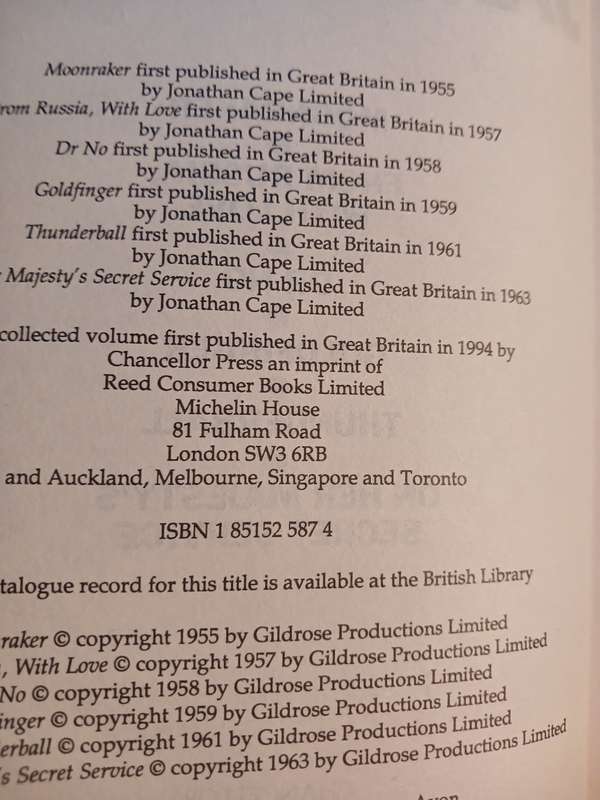 Moonraker first published in Great Britain in 1955
by Jonathan Cape Limited
rom Russia, With Love first published in Great Britain in 1957
by Jonathan Cape Limited
Dr No first published in Great Britain in 1958
by Jonathan Cape Limited
Goldfinger first published in Great Britain in 1959
by Jonathan Cape Limited
Thunderball first published in Great Britain in 1961
by Jonathan Cape Limited
Majesty's Secret Service first published in Great Britain in 1963
by Jonathan Cape Limited
collected volume first published in Great Britain in 1994 by
Chancellor Press an imprint of
Reed Consumer Books Limited
Michelin House
81 Fulham Road
London SW3 6RB
and Auckland, Melbourne, Singapore and Toronto
ISBN 1 85152 587 4
talogue record for this title is available at the British Library
raker © copyright 1955 by Gildrose Productions Limited
, With Love © copyright 1957 by Gildrose Productions Limited
No © copyright 1958 by Gildrose Productions Limited
inger © copyright 1959 by Gildrose Productions Limited
erball © copyright 1961 by Gildrose Productions Limited
's Secret Service © copyright 1963 by Gildrose Productions Limited